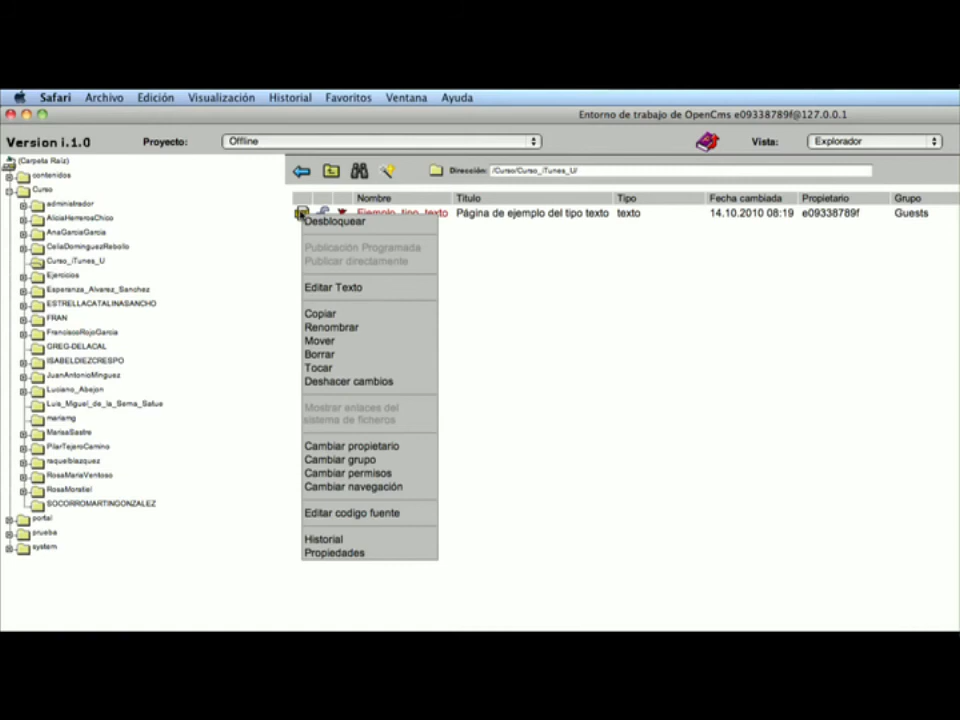 Safari Archivo Edición Visualización Historial Favoritos Ventana Ayuda
Entorno de trabajo de OpenCms e09338789f@127.0.0.1
Version i.1.0 Proyecto: Offline Vista: Explorador
(Carpeta Raíz)
contenidos
Curso
administrador
AliciaHerrerosChico
AnaGarciaGarcia
CeliaDominguezRebollo
Curso_iTunes_U
Ejercicios
Esperanza_Alvarez_Sanchez
ESTRELLACATALINASANCHO
FRAN
FranciscoRojoGarcia
GREG-DELACAL
ISABELDIEZCRESPO
JuanAntonioMinguez
Luciano_Abejon
Luis_Miguel_de_la_Serna_Satue
mariamg
MarisaSastre
PilarTejeroCamino
raquelblazquez
RosaMariaVentoso
RosaMoratiel
SOCORROMARTINGONZALEZ
portal
prueba
system
Dirección: /Curso/Curso_iTunes_U/
Nombre Título Tipo Fecha cambiada Propietario Grupo
Ejemplo_tipo_texto Página de ejemplo del tipo texto texto 14.10.2010 08:19 e09338789f Guests
Desbloquear
Publicación Programada
Publicar directamente
Editar Texto
Copiar
Renombrar
Mover
Borrar
Tocar
Deshacer cambios
Mostrar enlaces del
sistema de ficheros
Cambiar propietario
Cambiar grupo
Cambiar permisos
Cambiar navegación
Editar codigo fuente
Historial
Propiedades